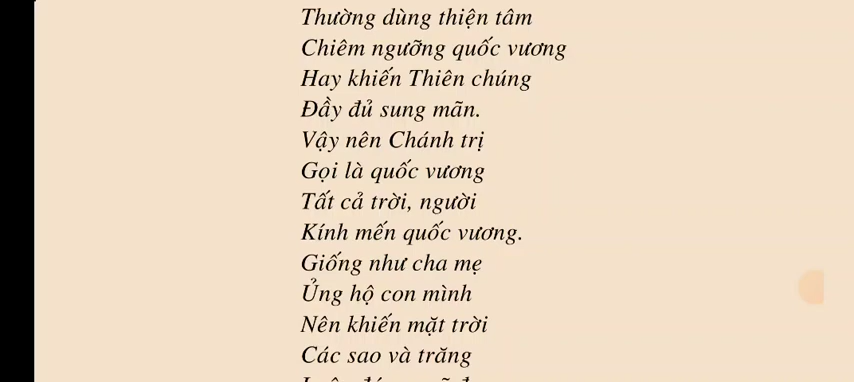 Thường dùng thiện tâm
Chiêm ngưỡng quốc vương
Hay khiến Thiên chúng
Đầy đủ sung mãn.
Vậy nên Chánh trị
Gọi là quốc vương
Tất cả trời, người
Kính mến quốc vương.
Giống như cha mẹ
Ủng hộ con mình
Nên khiến mặt trời
Các sao và trăng